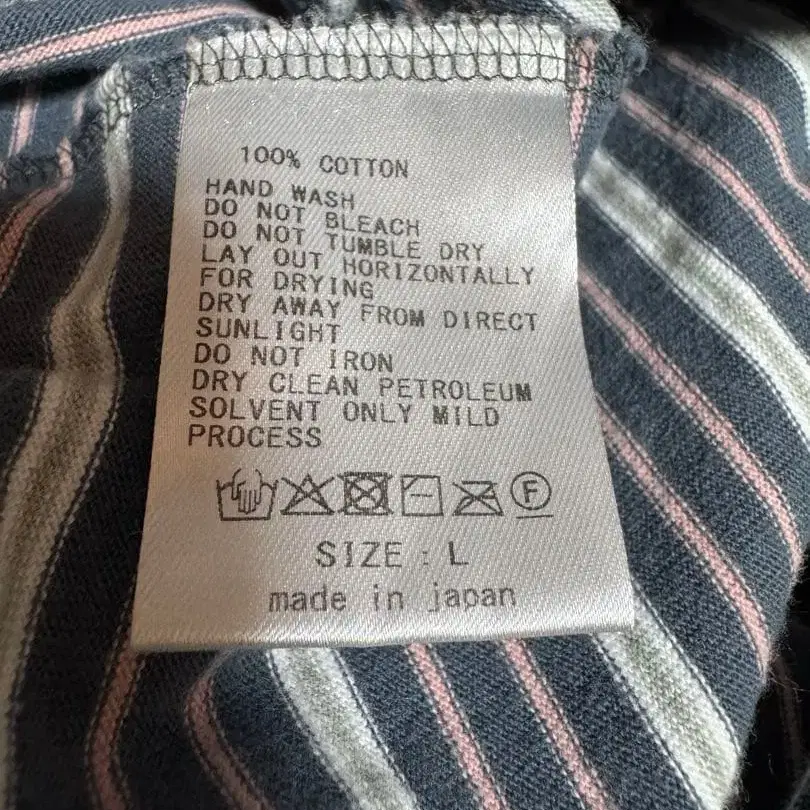 100% COTTON
HAND WASH
DO NOT BLEACH
DO NOT TUMBLE DRY
LAY OUT HORIZONTALLY
FOR DRYING
DRY AWAY FROM DIRECT
SUNLIGHT
DO NOT IRON
DRY CLEAN PETROLEUM
SOLVENT ONLY MILD
PROCESS
F
SIZE : L
made in japan